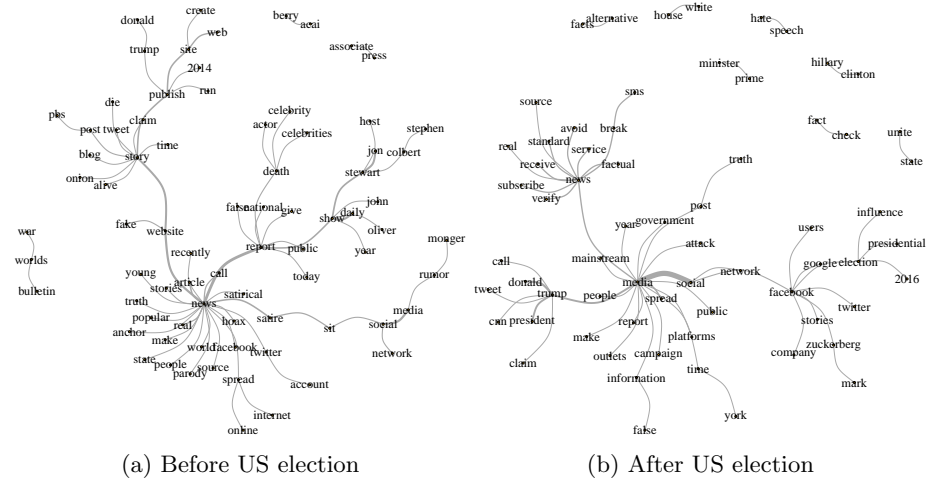 berry
acai
donald
create
web
trump
site
associate
press
2014
publish
run
die
pbs
claim
post tweet
time
blog
story
onion
alive
celebrity
actor
celebrities
death
host
stephen
jon
colbert
stewart
false national
give
john
show daily
oliver
fake
website
report
public
year
monger
war
worlds
bulletin
recently
call
young
article
stories
today
rumor
truth
news
satirical
popular
real
hoax
satire
sit
media
social
anchor
make
world facebook
twitter
network
state
people
source
parody
spread
account
internet
online
(a) Before US election
facts
alternative
house
white
hate
speech
minister
prime
hillary
clinton
source
sms
avoid
break
real
standard
service
receive
factual
news
subscribe
verify
fact
check
unite
state
truth
post
year
government
influence
attack
users
presidential
mainstream
call
network
google
election
2016
donald
media
social
tweet
trump
people
spread
facebook
public
twitter
can president
report
stories
make
platforms
zuckerberg
claim
outlets
campaign
company
information
time
mark
york
false
(b) After US election